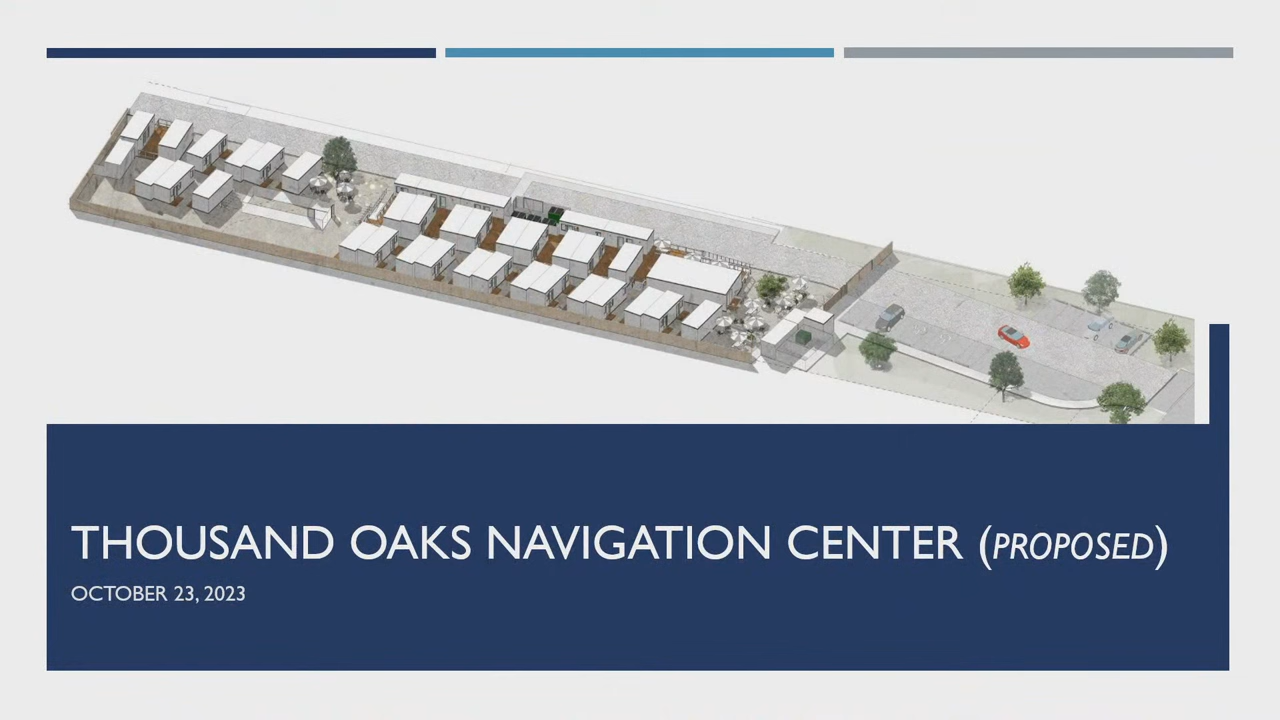 THOUSAND OAKS NAVIGATION CENTER (PROPOSED)
OCTOBER 23, 2023